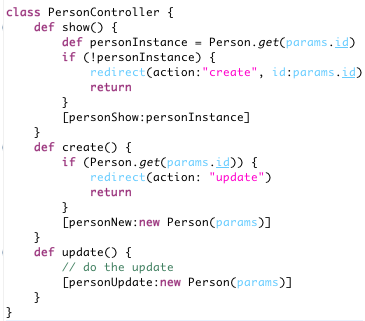 class PersonController {
    def show() {
        def personInstance = Person.get(params.id)
        if (!personInstance) {
            redirect(action:"create", id:params.id)
            return
        }
        [personShow:personInstance]
    }
    def create() {
        if (Person.get(params.id)) {
            redirect(action: "update")
            return
        }
        [personNew:new Person(params)]
    }
    def update() {
        // do the update
        [personUpdate:new Person(params)]
    }
}